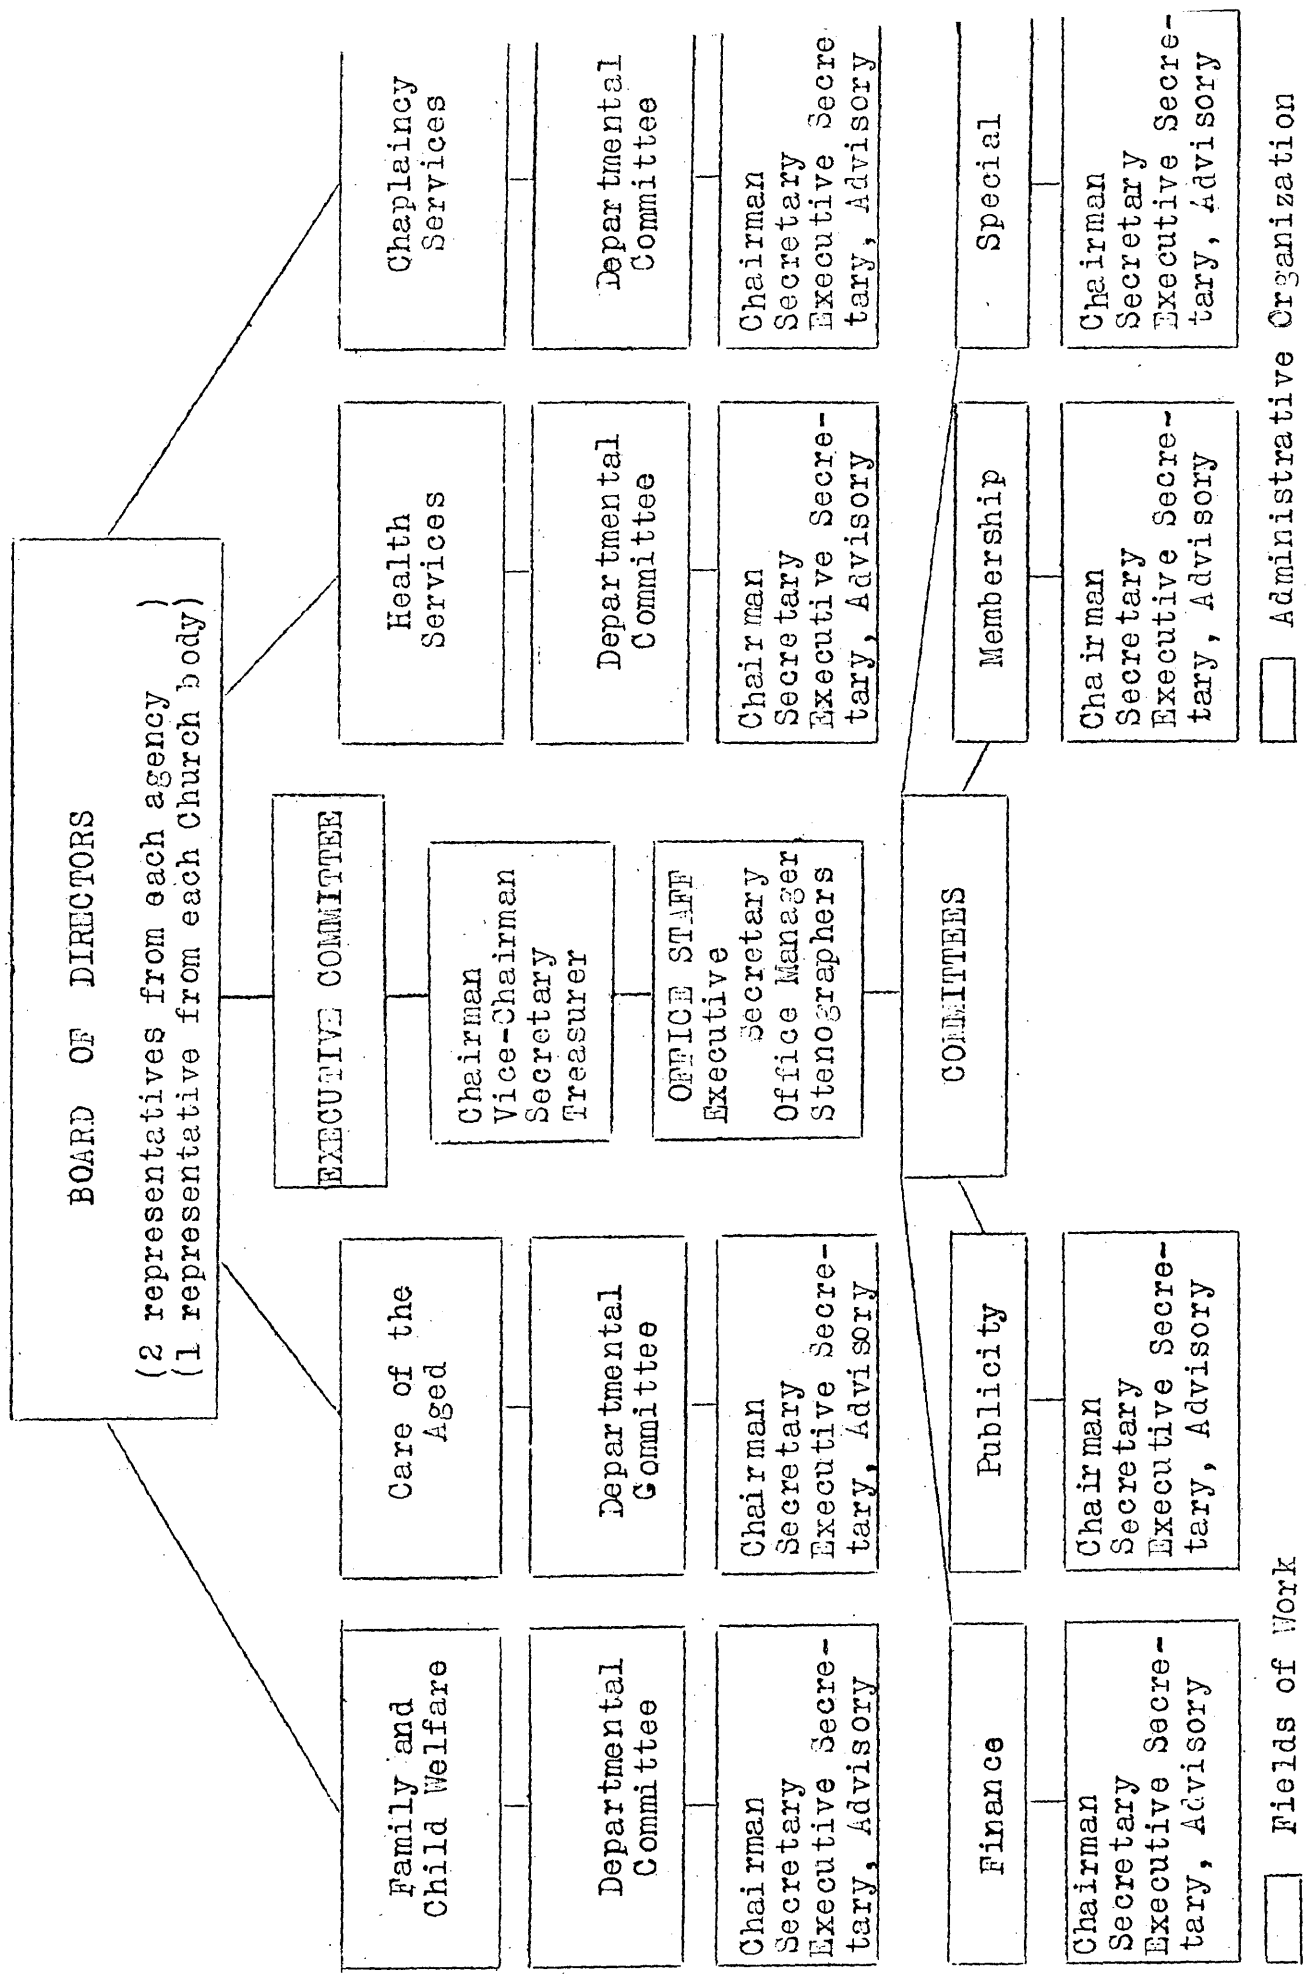 BOARD OF DIRECTORS
(2 representatives from each agency )
(1 representative from each Church body)
Family and
Child Welfare
Departmental
Committee
Chairman
Secretary
Executive Secre-
tary, Advisory
Care of the
Aged
Departmental
Committee
Chairman
Secretary
Executive Secre-
tary, Advisory
EXECUTIVE COMMITTEE
Chairman
Vice-Chairman
Secretary
Treasurer
OFFICE STAFF
Executive
Secretary
Office Manager
Stenographers
Health
Services
Departmental
Committee
Chairman
Secretary
Executive Secre-
tary, Advisory
Chaplaincy
Services
Departmental
Committee
Chairman
Secretary
Executive Secre
tary, Advisory
COMMITTEES
Finance
Chairman
Secretary
Executive Secre-
tary, Advisory
Publicity
Chairman
Secretary
Executive Secre-
tary, Advisory
Membership
Chairman
Secretary
Executive Secre-
tary, Advisory
Special
Chairman
Secretary
Executive Secre-
tary, Advisory
Fields of Work
Administrative Organization